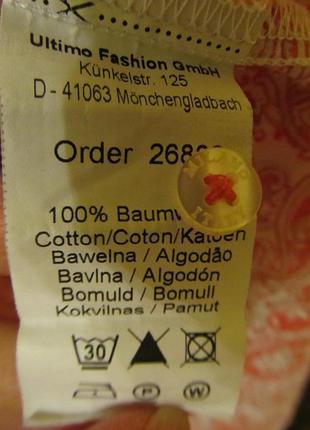 Ultimo Fashion GmbH
Künkelstr. 125
D - 41063 Mönchengladbach
Order 268
MILANO
100% Baumw
Cotton/Coton/Katoen
Bawelna / Algodão
Bavlna / Algodón
Bomuld / Bomull
Kokvilnas / Pamut
30
P W